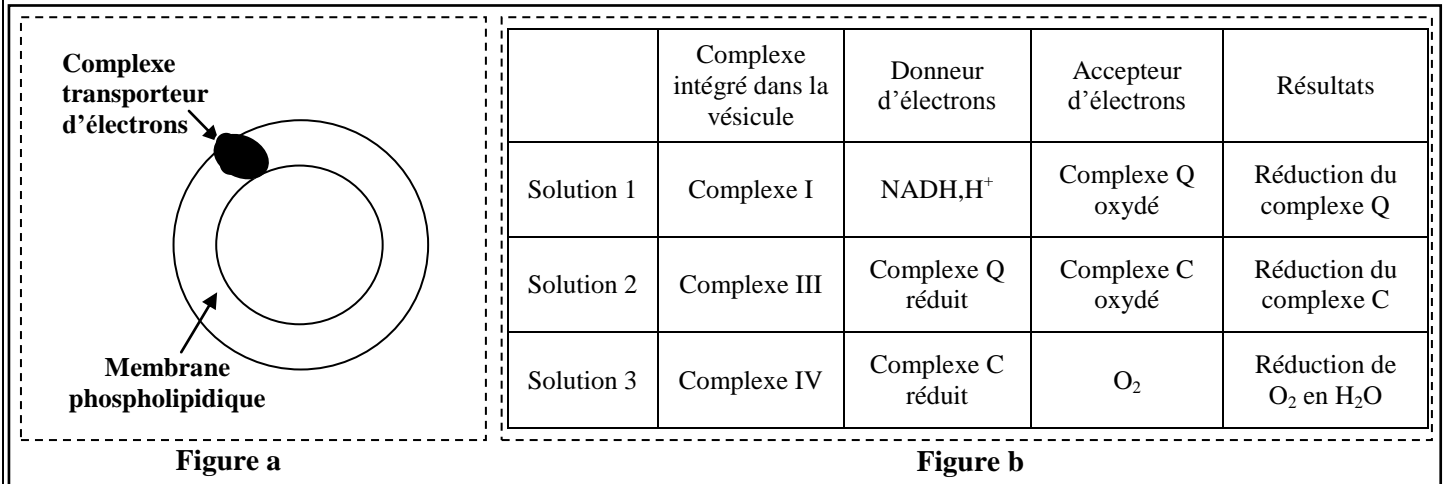 Complexe
transporteur
d'électrons
Membrane
phospholipidique
Figure a
Complexe
intégré dans la
vésicule
Donneur
d'électrons
Accepteur
d'électrons
Résultats
Solution 1
Complexe I
NADH,H⁺
Complexe Q
oxydé
Réduction du
complexe Q
Solution 2
Complexe III
Complexe Q
réduit
Complexe C
oxydé
Réduction du
complexe C
Solution 3
Complexe IV
Complexe C
réduit
O₂
Réduction de
O₂ en H₂O
Figure b